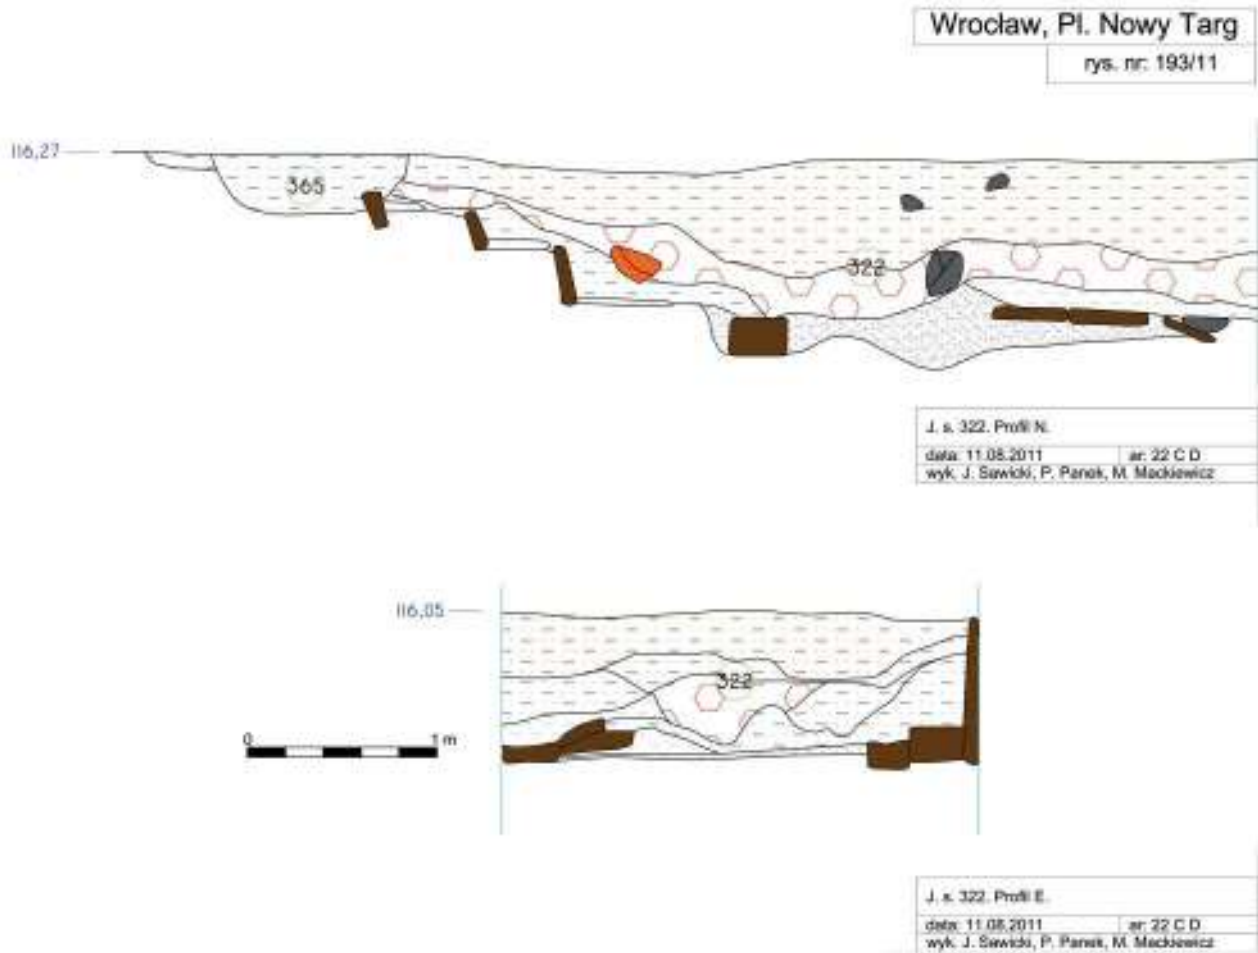 Wrocław, Pl. Nowy Targ
rys. nr: 193/11
116,27
365
322
J. s. 322. Profil N.
data: 11.08.2011 ar: 22 C D
wyk. J. Sawicki, P. Panek, M. Mackiewicz
116,05
322
0 1 m
J. s. 322. Profil E.
data: 11.08.2011 ar: 22 C D
wyk. J. Sawicki, P. Panek, M. Mackiewicz